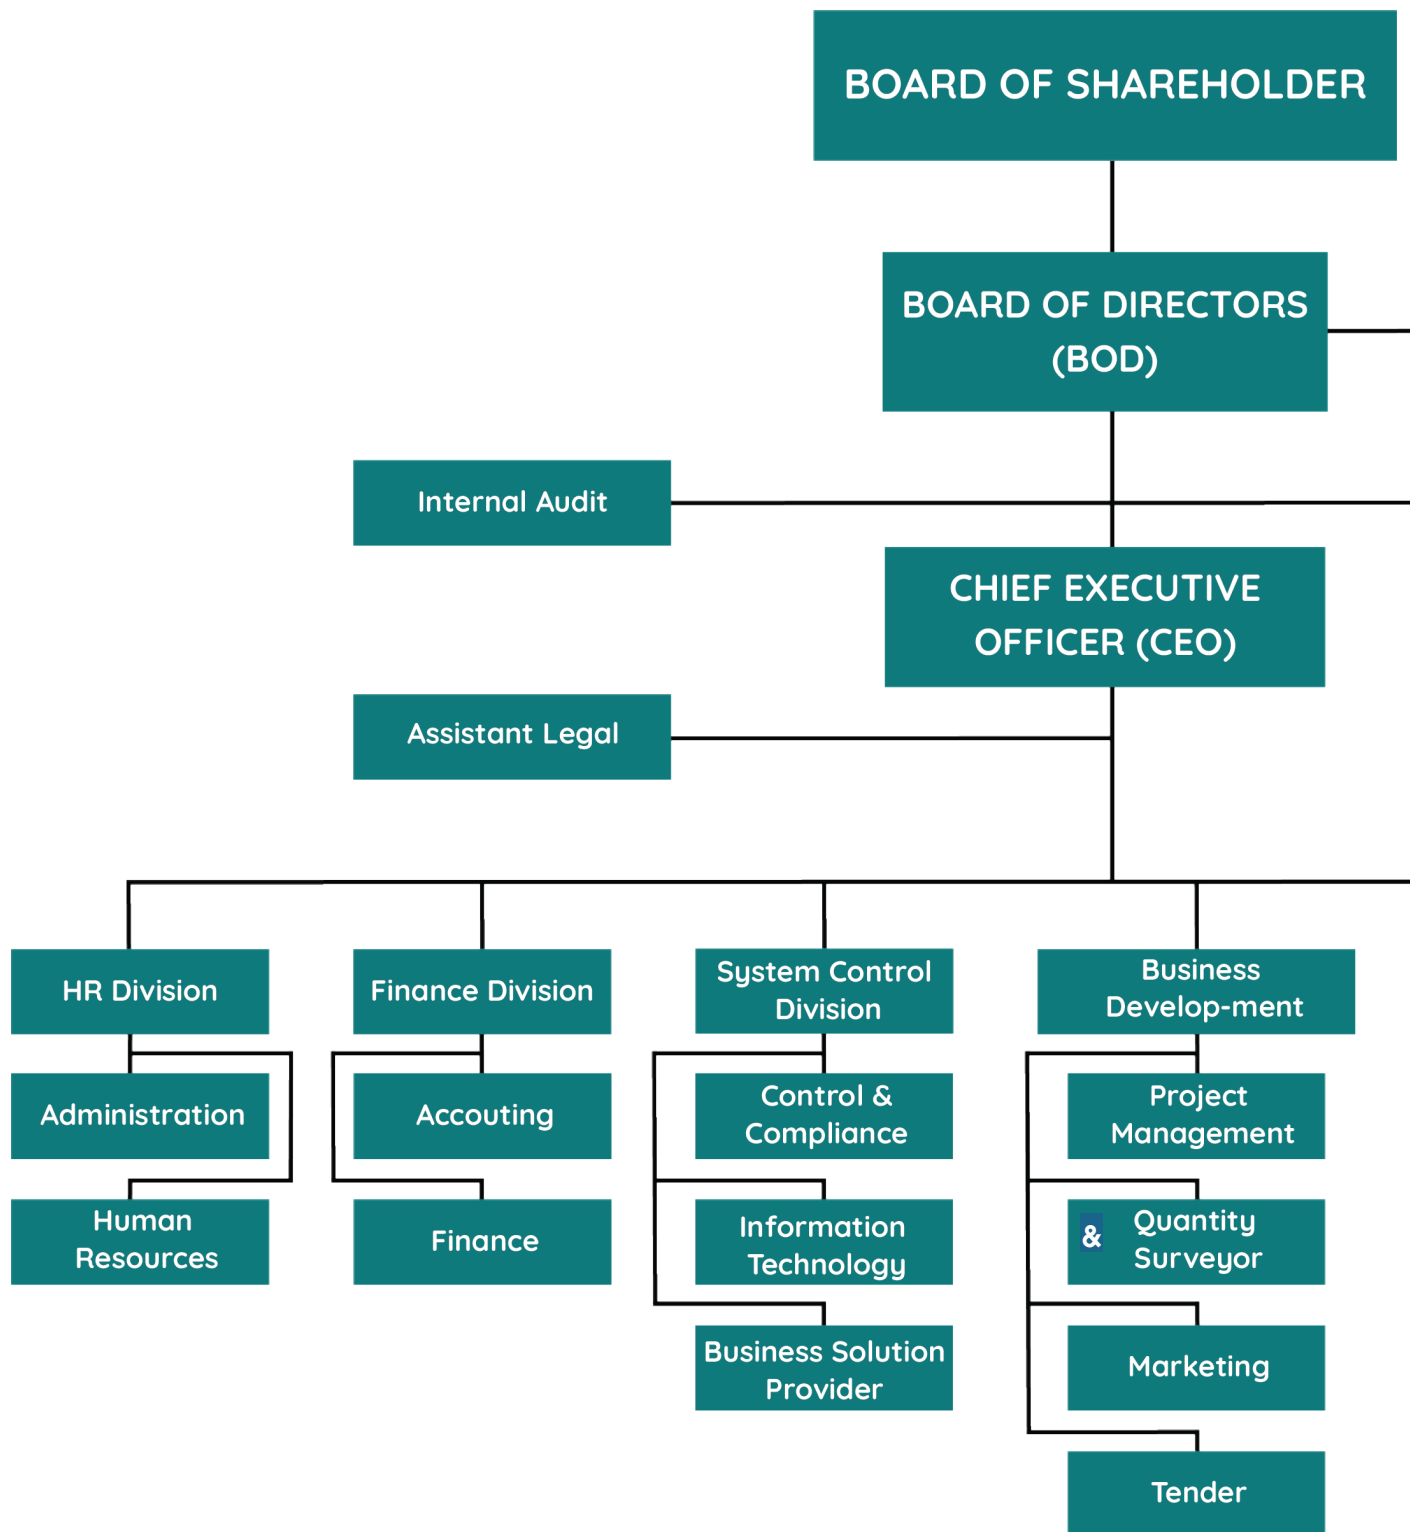 BOARD OF SHAREHOLDER
BOARD OF DIRECTORS
(BOD)
Internal Audit
CHIEF EXECUTIVE
OFFICER (CEO)
Assistant Legal
HR Division
Finance Division
System Control
Division
Business
Develop-ment
Administration
Accouting
Control &
Compliance
Project
Management
Human
Resources
Finance
Information
Technology
& Quantity
Surveyor
Business Solution
Provider
Marketing
Tender